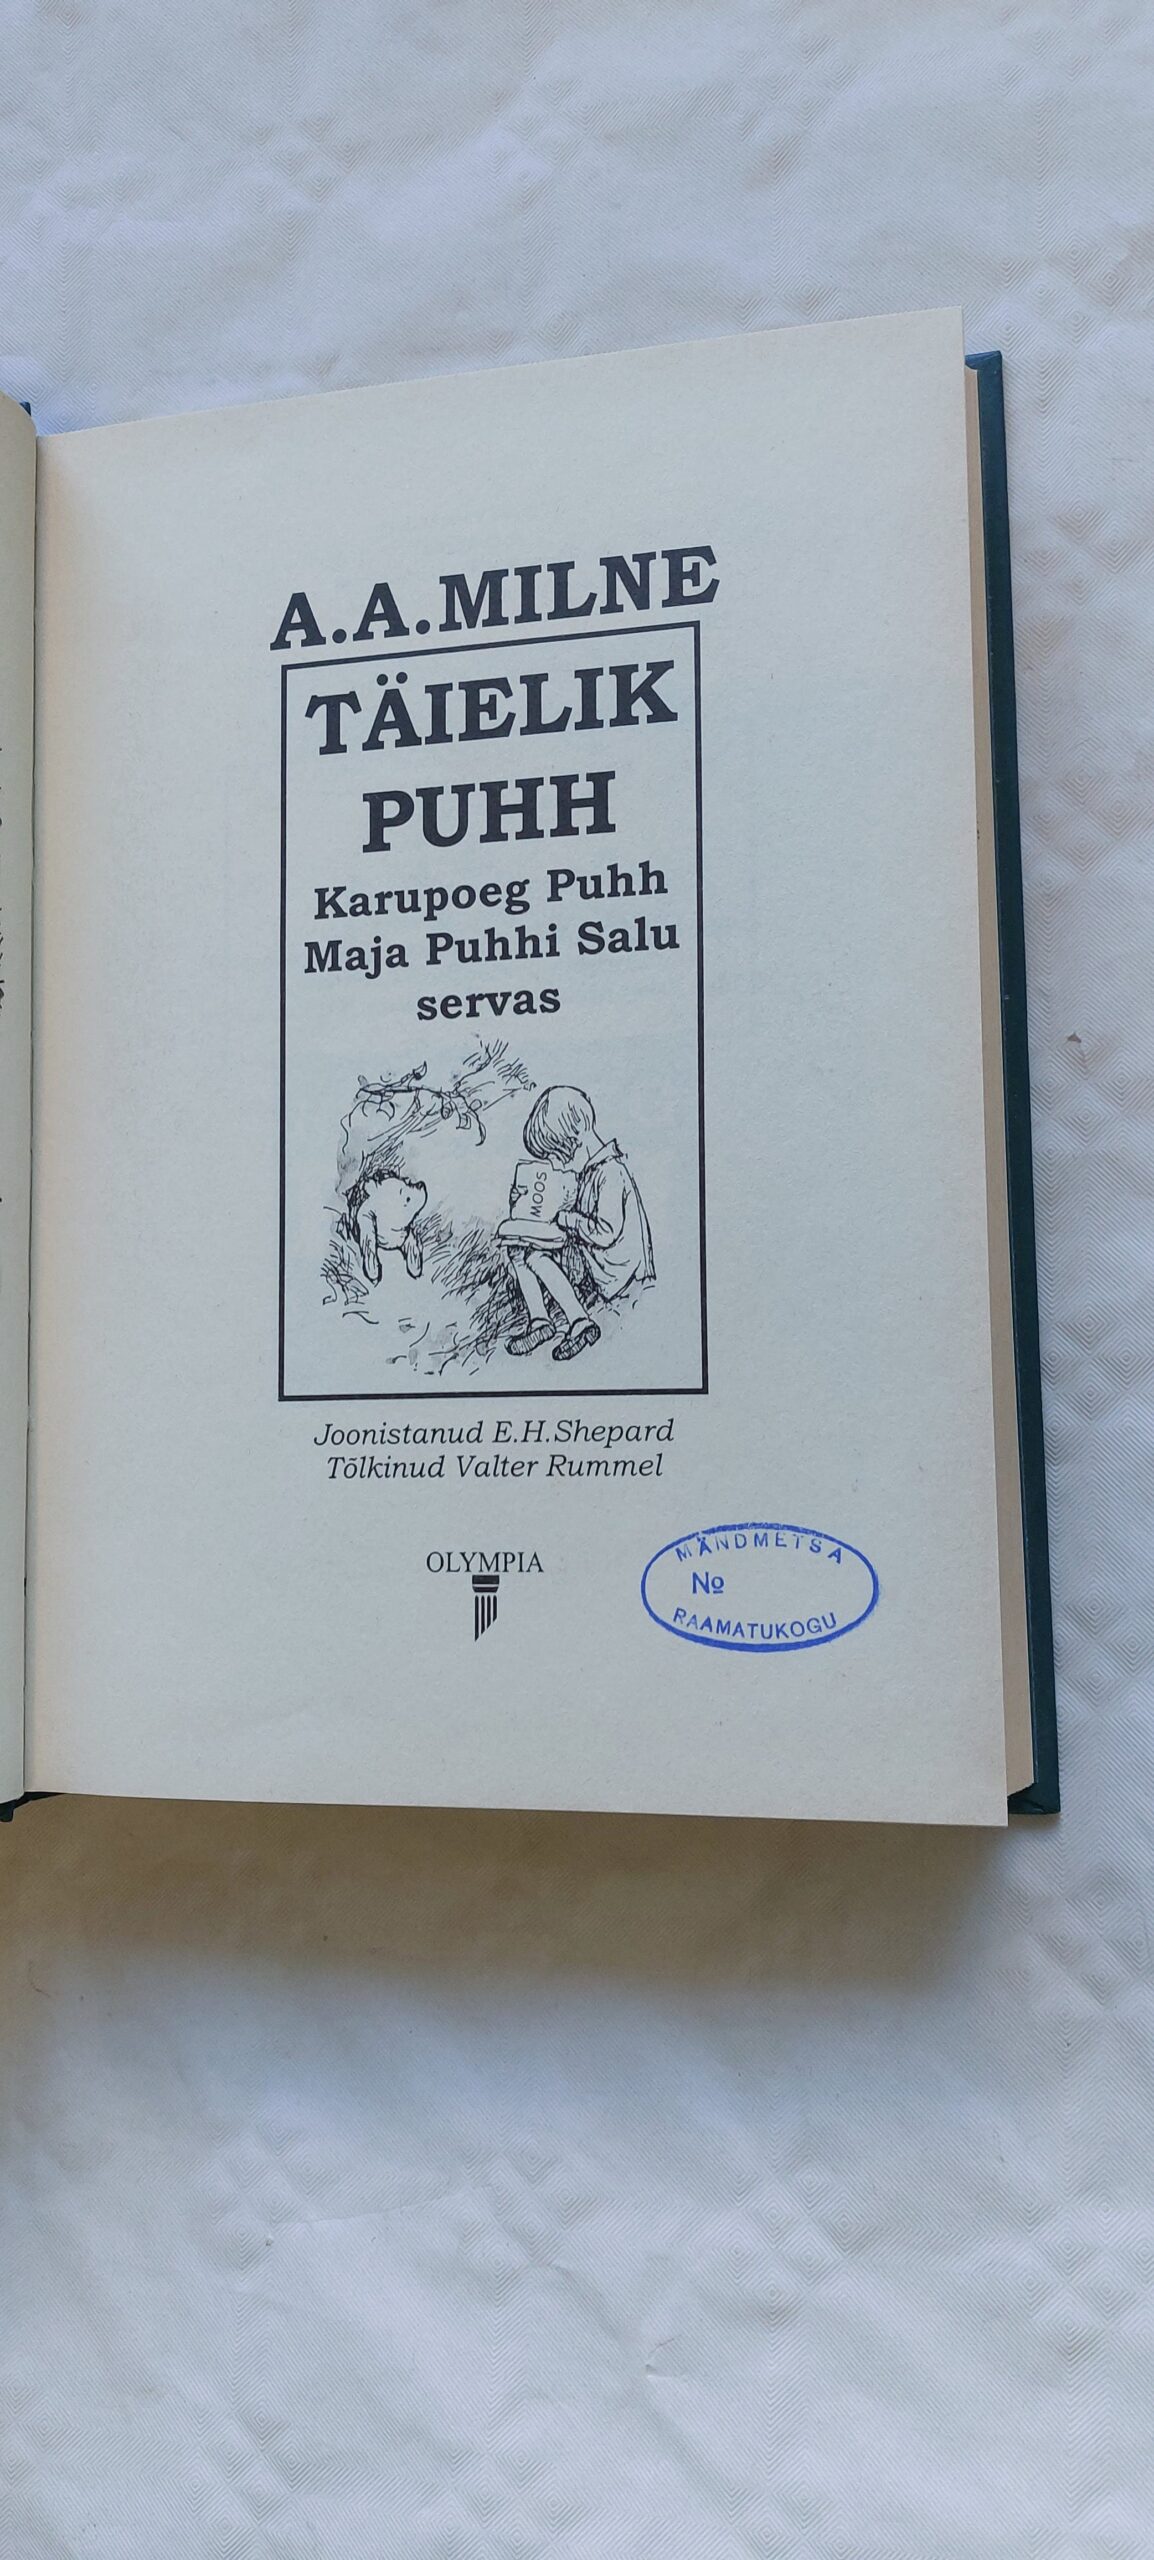 A.A.MILNE
TÄIELIK
PUHH
Karupoeg Puhh
Maja Puhhi Salu
servas
MOOS
Joonistanud E.H.Shepard
Tõlkinud Valter Rummel
OLYMPIA
MÄNDMETSA
№
RAAMATUKOGU